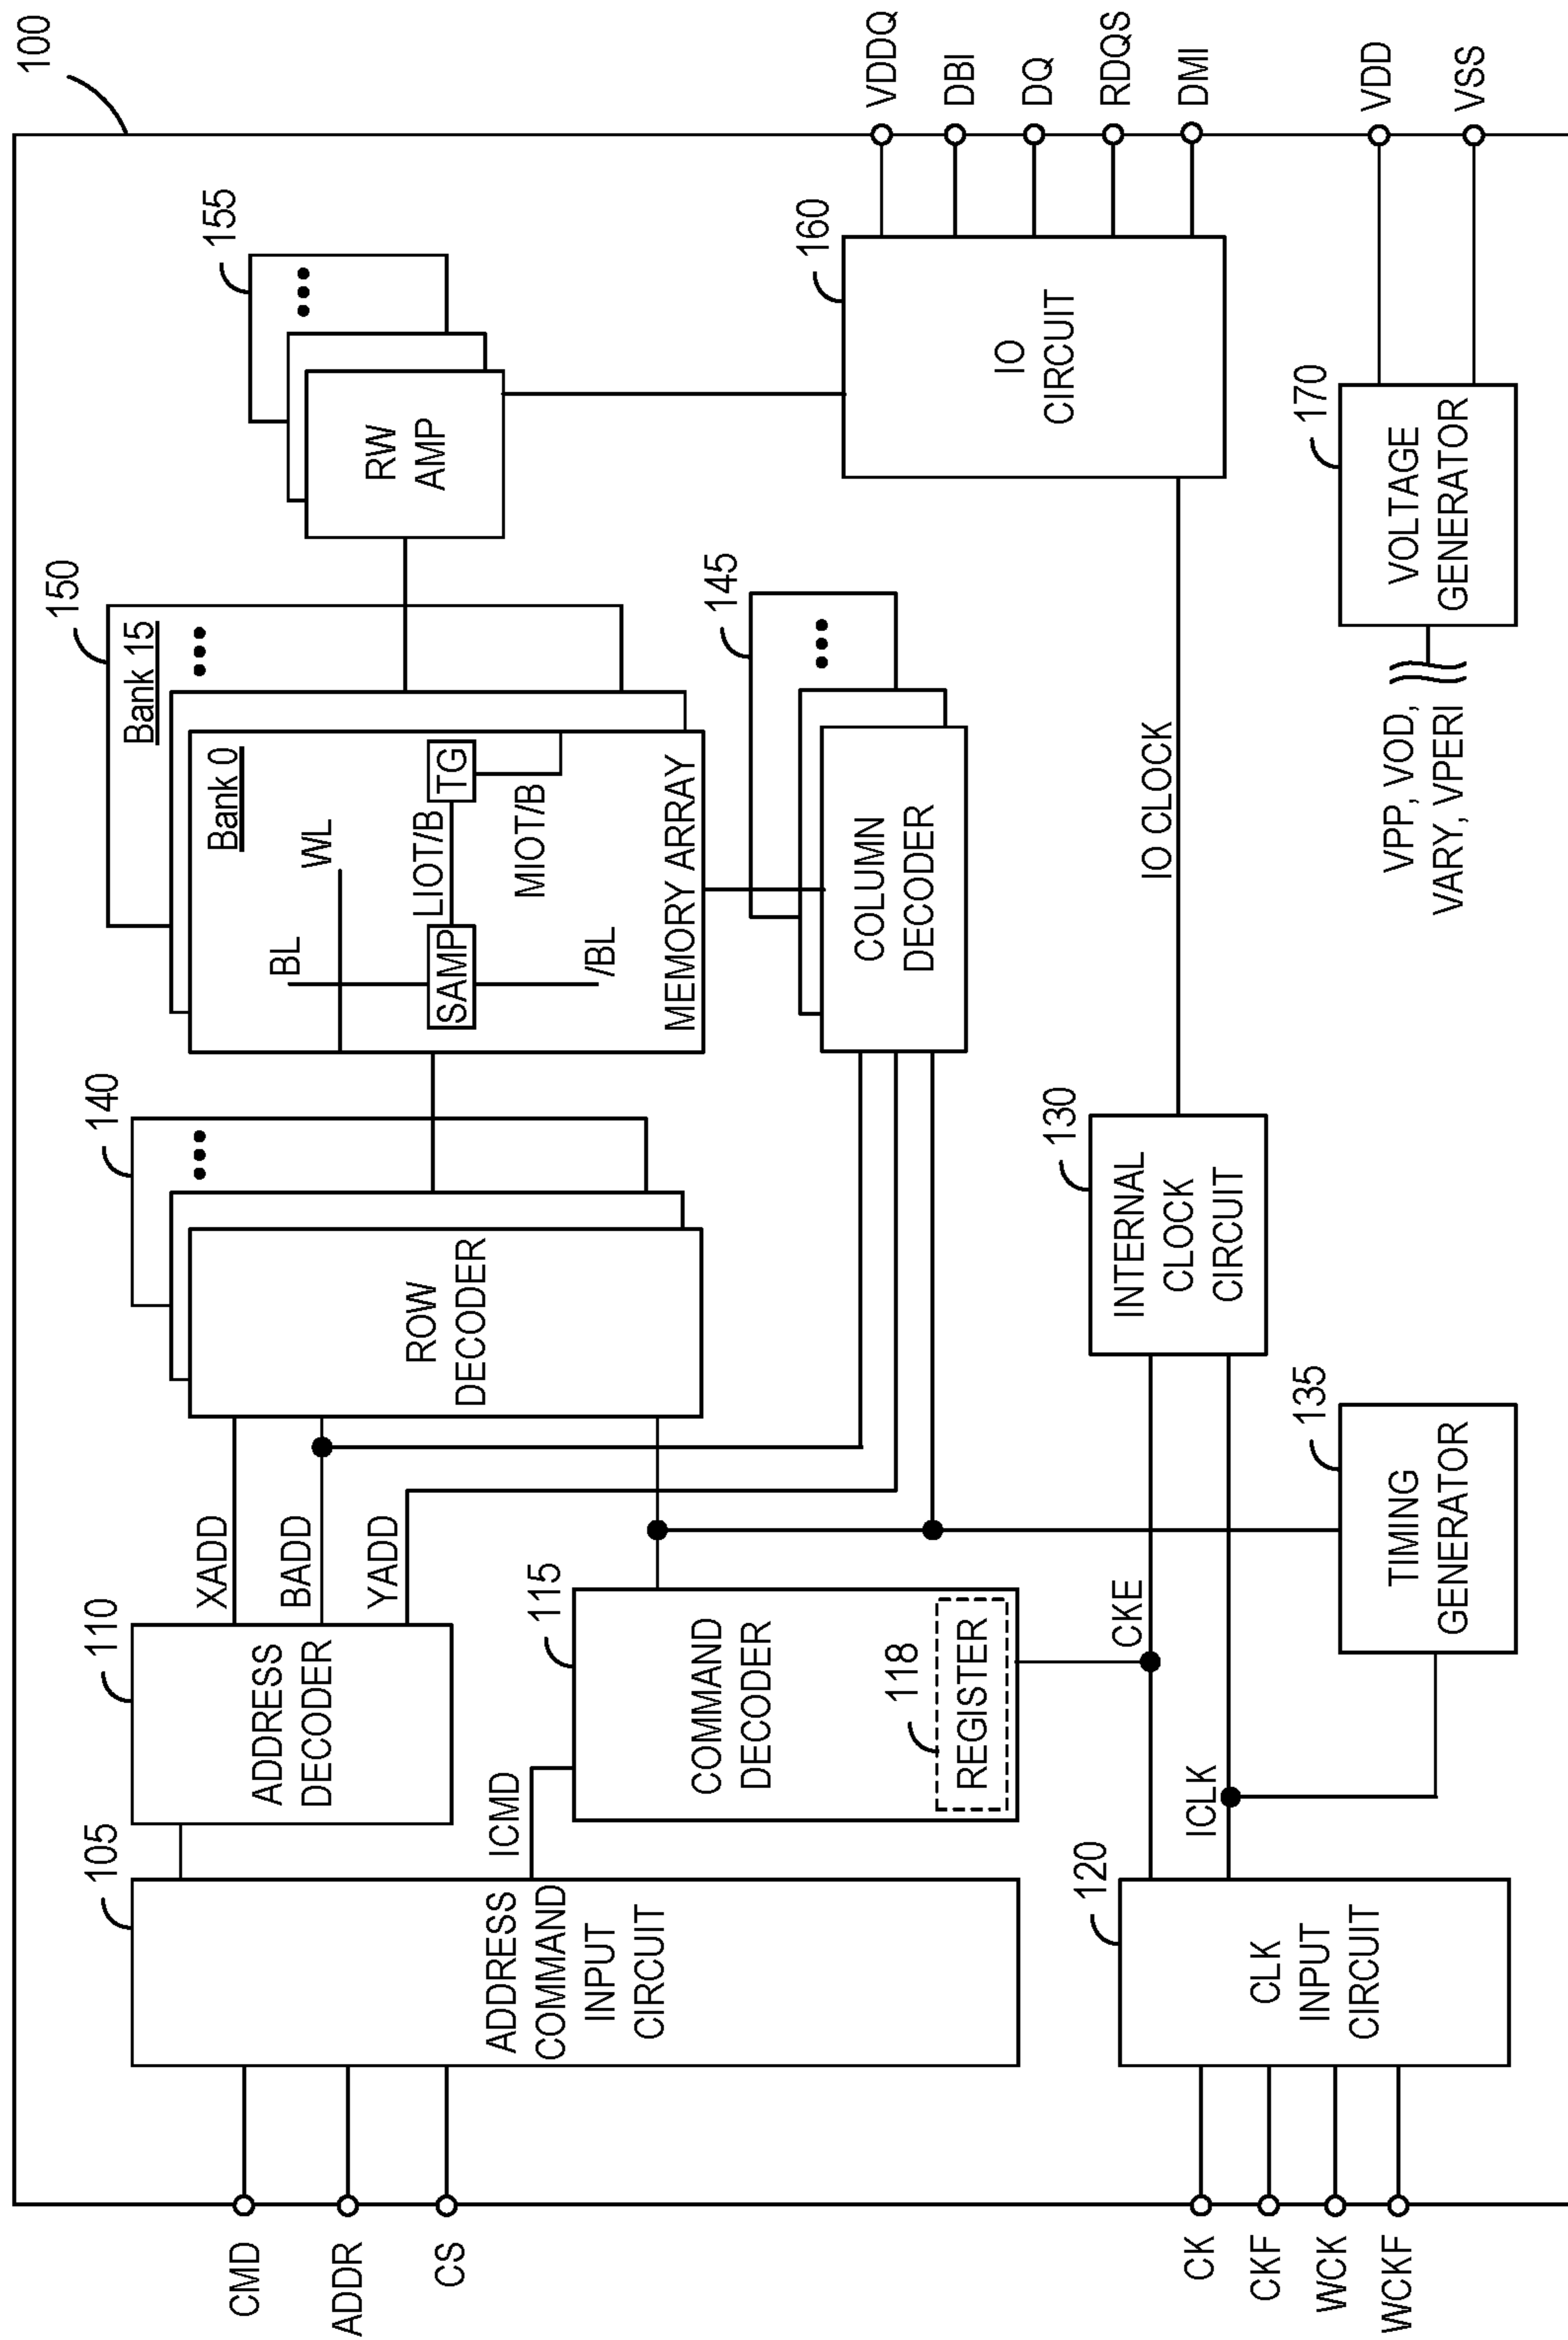 100
CMD
ADDR
CS
CK
CKF
WCK
WCKF
105
ADDRESS
COMMAND
INPUT
CIRCUIT
110
ADDRESS
DECODER
XADD
BADD
YADD
ICMD
115
COMMAND
DECODER
118
REGISTER
120
CLK
INPUT
CIRCUIT
CKE
ICLK
130
INTERNAL
CLOCK
CIRCUIT
135
TIMING
GENERATOR
140
ROW
DECODER
150
Bank 15
Bank 0
WL
BL
SAMP
/BL
LIOT/B
TG
MIOT/B
MEMORY ARRAY
145
COLUMN
DECODER
155
RW
AMP
160
IO
CIRCUIT
IO CLOCK
170
VOLTAGE
GENERATOR
VPP, VOD,
VARY, VPERI
VDDQ
DBI
DQ
RDQS
DMI
VDD
VSS